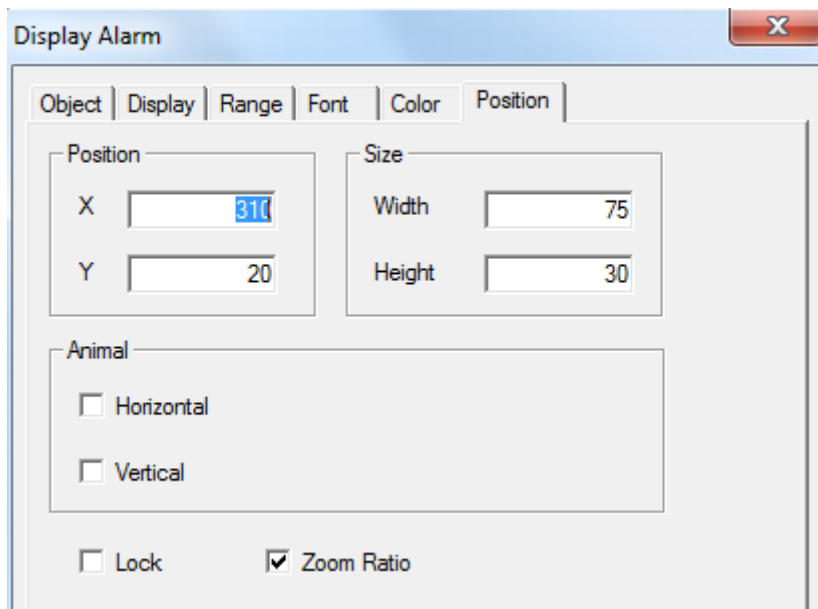 Display Alarm
Object Display Range Font Color Position
Position Size
X 310 Width 75
Y 20 Height 30
Animal
Horizontal
Vertical
Lock Zoom Ratio